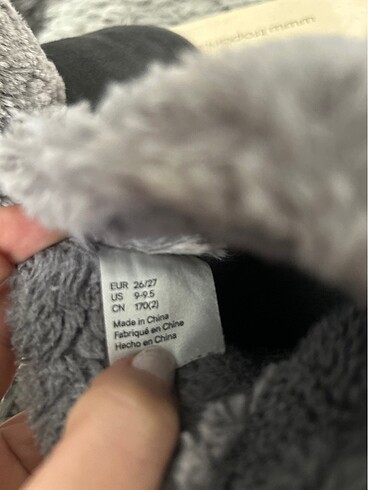 EUR 26/27
US 9-9.5
CN 170(2)
Made in China
Fabriqué en Chine
Hecho en China